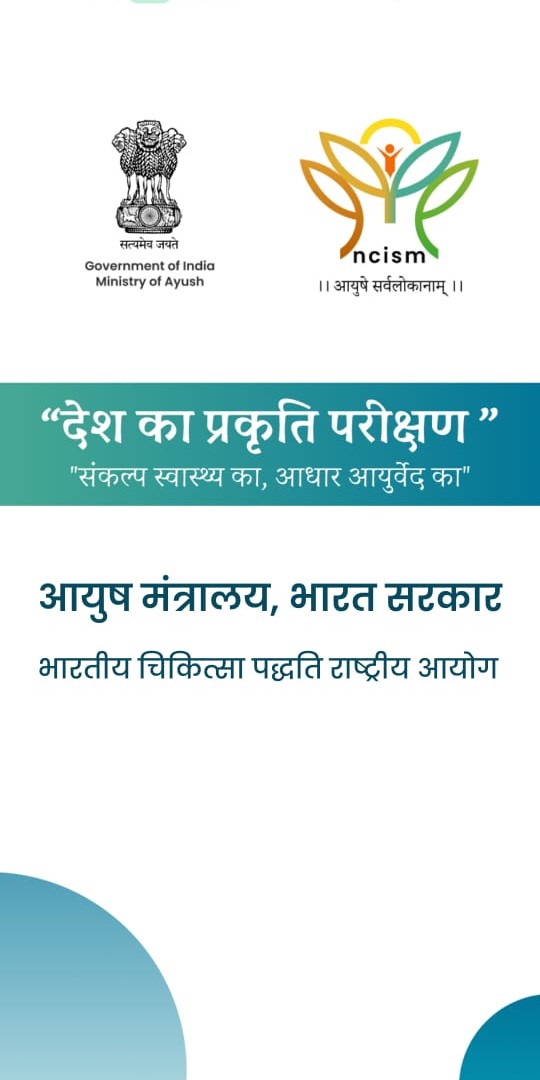 सत्यमेव जयते
Government of India
Ministry of Ayush
ncism
।। आयुषे सर्वलोकानाम् ।।
“देश का प्रकृति परीक्षण ”
"संकल्प स्वास्थ्य का, आधार आयुर्वेद का"
आयुष मंत्रालय, भारत सरकार
भारतीय चिकित्सा पद्धति राष्ट्रीय आयोग